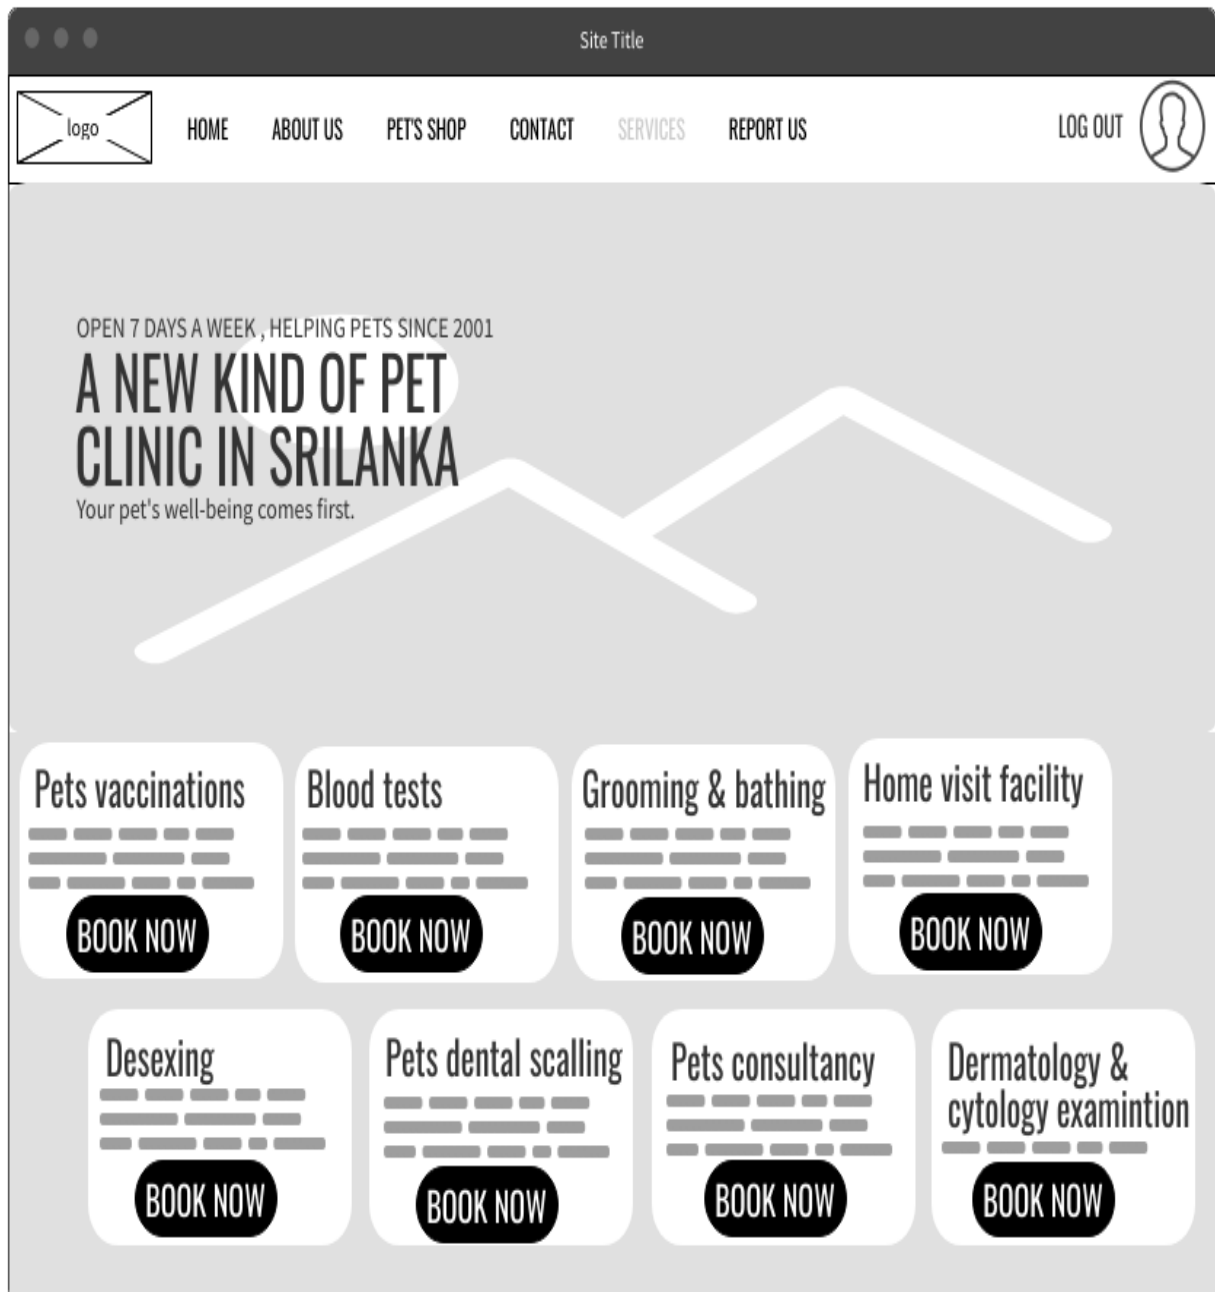 Site Title
logo
HOME
ABOUT US
PET'S SHOP
CONTACT
SERVICES
REPORT US
LOG OUT
OPEN 7 DAYS A WEEK , HELPING PETS SINCE 2001
A NEW KIND OF PET
CLINIC IN SRILANKA
Your pet's well-being comes first.
Pets vaccinations
BOOK NOW
Blood tests
BOOK NOW
Grooming & bathing
BOOK NOW
Home visit facility
BOOK NOW
Desexing
BOOK NOW
Pets dental scalling
BOOK NOW
Pets consultancy
BOOK NOW
Dermatology &
cytology examintion
BOOK NOW